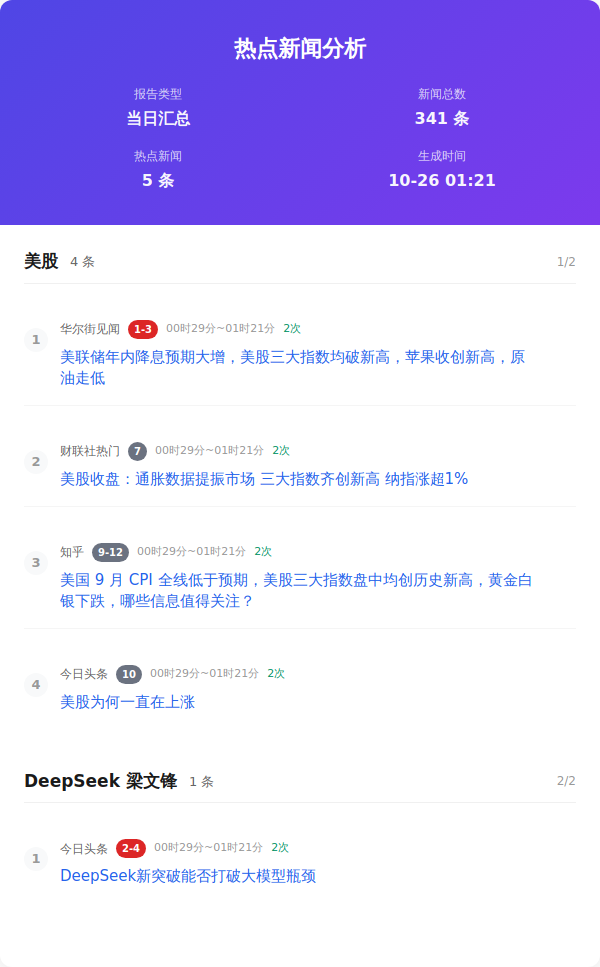 热点新闻分析
报告类型
新闻总数
当日汇总
341 条
热点新闻
生成时间
5 条
10-26 01:21
美股 4 条 1/2
1
华尔街见闻 1-3 00时29分~01时21分 2次
美联储年内降息预期大增，美股三大指数均破新高，苹果收创新高，原
油走低
2
财联社热门 7 00时29分~01时21分 2次
美股收盘：通胀数据提振市场 三大指数齐创新高 纳指涨超1%
3
知乎 9-12 00时29分~01时21分 2次
美国 9 月 CPI 全线低于预期，美股三大指数盘中均创历史新高，黄金白
银下跌，哪些信息值得关注？
4
今日头条 10 00时29分~01时21分 2次
美股为何一直在上涨
DeepSeek 梁文锋 1 条 2/2
1
今日头条 2-4 00时29分~01时21分 2次
DeepSeek新突破能否打破大模型瓶颈